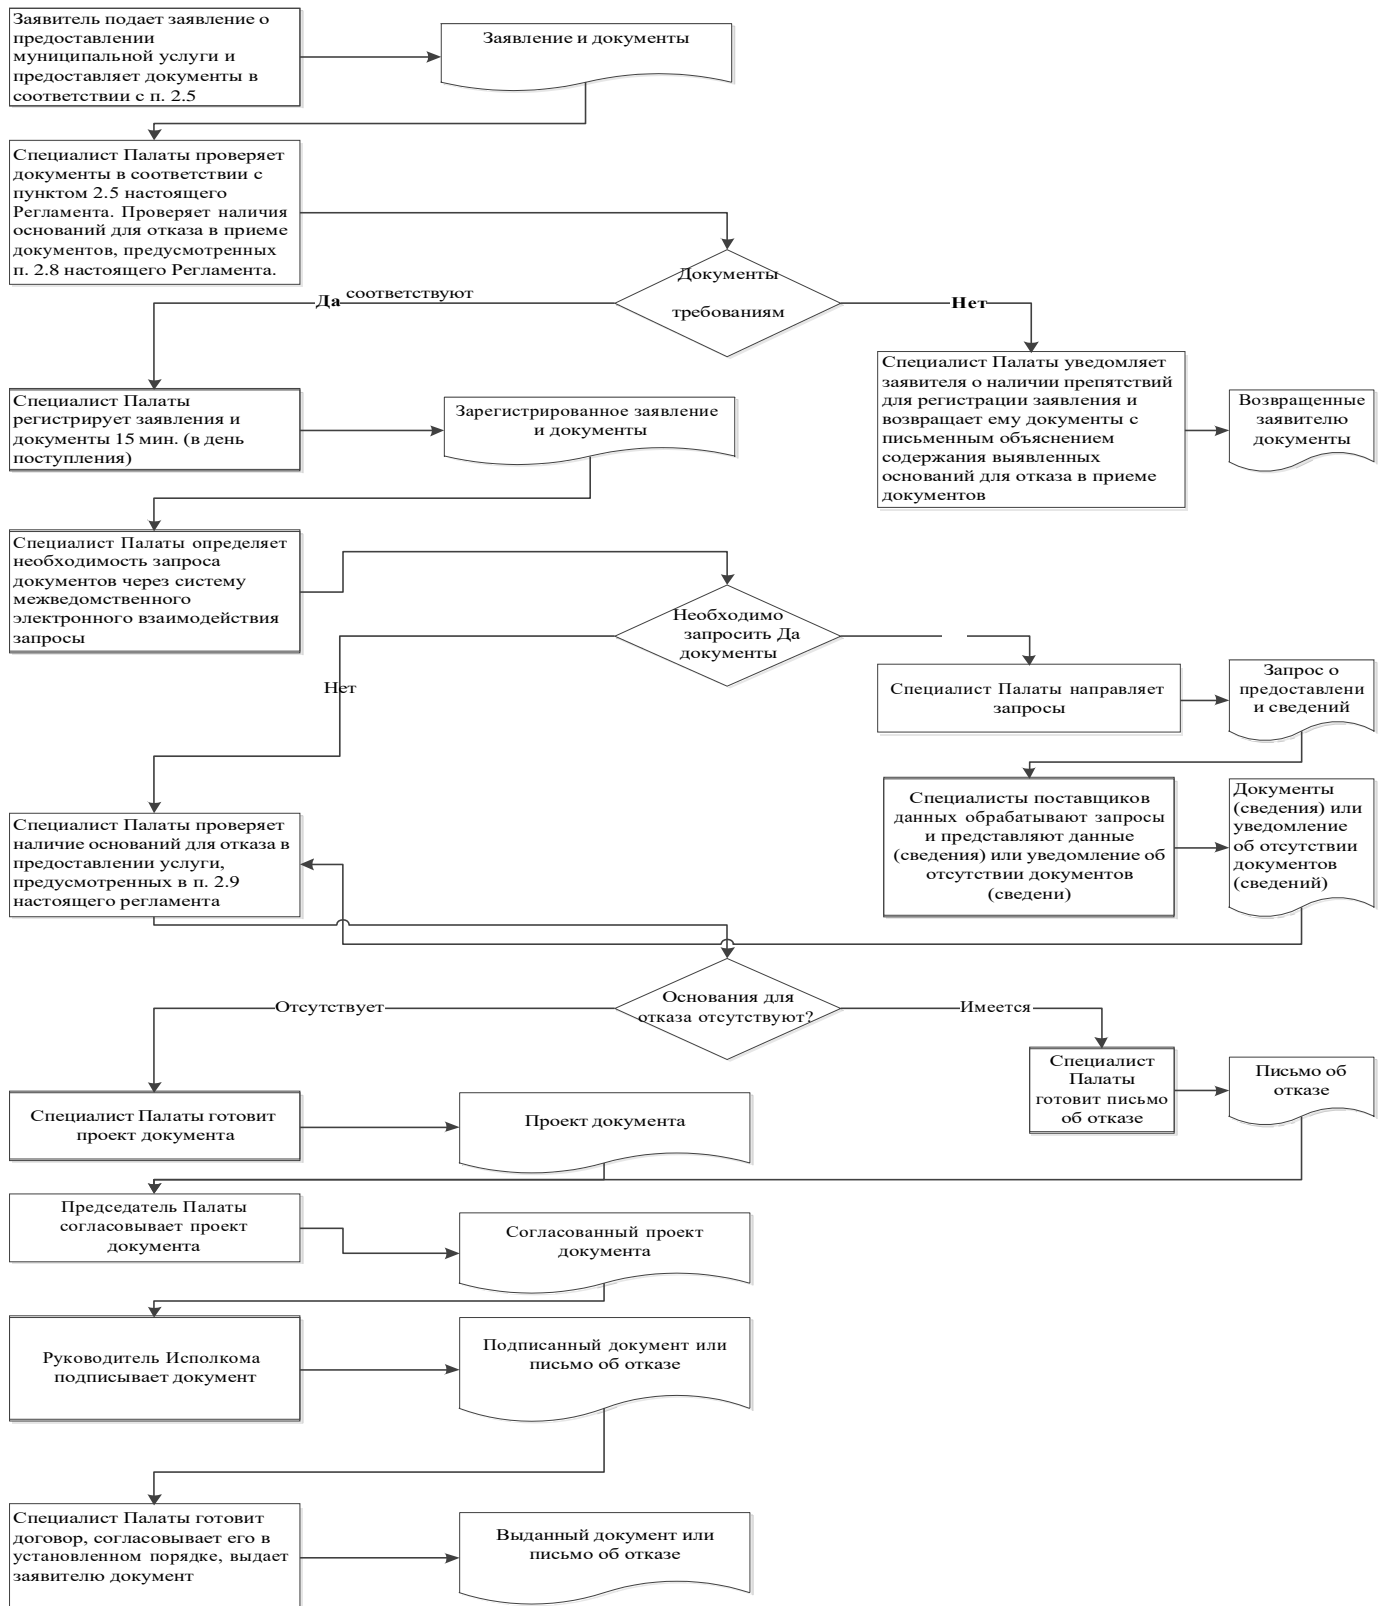 Заявитель подает заявление о
предоставлении
муниципальной услуги и
предоставляет документы в
соответствии с п. 2.5
Заявление и документы
Специалист Палаты проверяет
документы в соответствии с
пунктом 2.5 настоящего
Регламента. Проверяет наличия
оснований для отказа в приеме
документов, предусмотренных
п. 2.8 настоящего Регламента.
Документы
Да соответствуют
требованиям
Нет
Специалист Палаты
регистрирует заявления и
документы 15 мин. (в день
поступления)
Зарегистрированное заявление
и документы
Специалист Палаты уведомляет
заявителя о наличии препятствий
для регистрации заявления и
возвращает ему документы с
письменным объяснением
содержания выявленных
оснований для отказа в приеме
документов
Возвращенные
заявителю
документы
Специалист Палаты определяет
необходимость запроса
документов через систему
межведомственного
электронного взаимодействия
запросы
Необходимо
запросить Да
документы
Нет
Специалист Палаты направляет
запросы
Запрос о
предоставлени
и сведений
Специалисты поставщиков
данных обрабатывают запросы
и представляют данные
(сведения) или уведомление об
отсутствии документов
(сведени)
Документы
(сведения) или
уведомление
об отсутствии
документов
(сведений)
Специалист Палаты проверяет
наличие оснований для отказа в
предоставлении услуги,
предусмотренных в п. 2.9
настоящего регламента
Основания для
отказа отсутствуют?
Отсутствует
Имеется
Специалист
Палаты
готовит письмо
об отказе
Письмо об
отказе
Специалист Палаты готовит
проект документа
Проект документа
Председатель Палаты
согласовывает проект
документа
Согласованный проект
документа
Руководитель Исполкома
подписывает документ
Подписанный документ или
письмо об отказе
Специалист Палаты готовит
договор, согласовывает его в
установленном порядке, выдает
заявителю документ
Выданный документ или
письмо об отказе